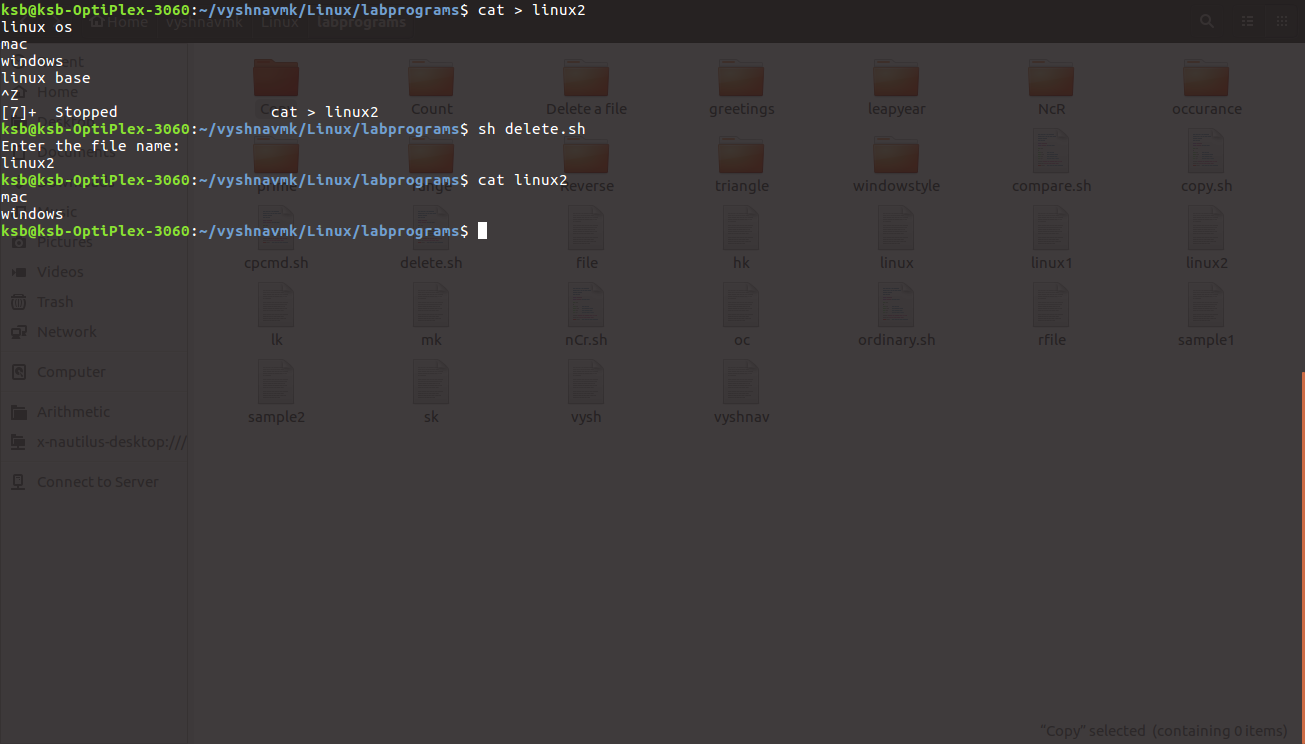 ksb@ksb-OptiPlex-3060:~/vyshnavmk/Linux/labprograms$ cat > linux2
linux os
mac
windows
linux base
^Z
[7]+  Stopped                 cat > linux2
ksb@ksb-OptiPlex-3060:~/vyshnavmk/Linux/labprograms$ sh delete.sh
Enter the file name:
linux2
ksb@ksb-OptiPlex-3060:~/vyshnavmk/Linux/labprograms$ cat linux2
mac
windows
ksb@ksb-OptiPlex-3060:~/vyshnavmk/Linux/labprograms$
Home vyshnavmk Linux labprograms
Home
Documents
Music
Pictures
Videos
Trash
Network
Computer
Arithmetic
x-nautilus-desktop:///
Connect to Server
Count Delete a file greetings leapyear NcR occurance
prime Reverse triangle windowstyle compare.sh copy.sh
cpcmd.sh delete.sh file hk linux linux1 linux2
lk mk nCr.sh oc ordinary.sh rfile sample1
sample2 sk vysh vyshnav
"Copy" selected (containing 0 items)